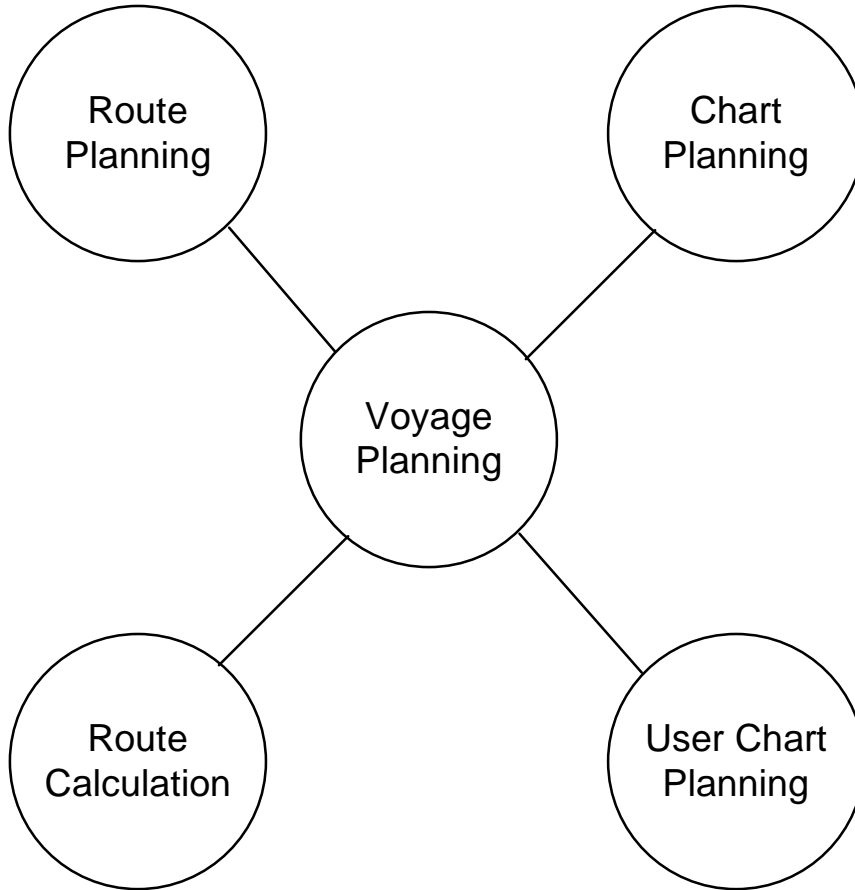 Route
Planning
Chart
Planning
Voyage
Planning
Route
Calculation
User Chart
Planning